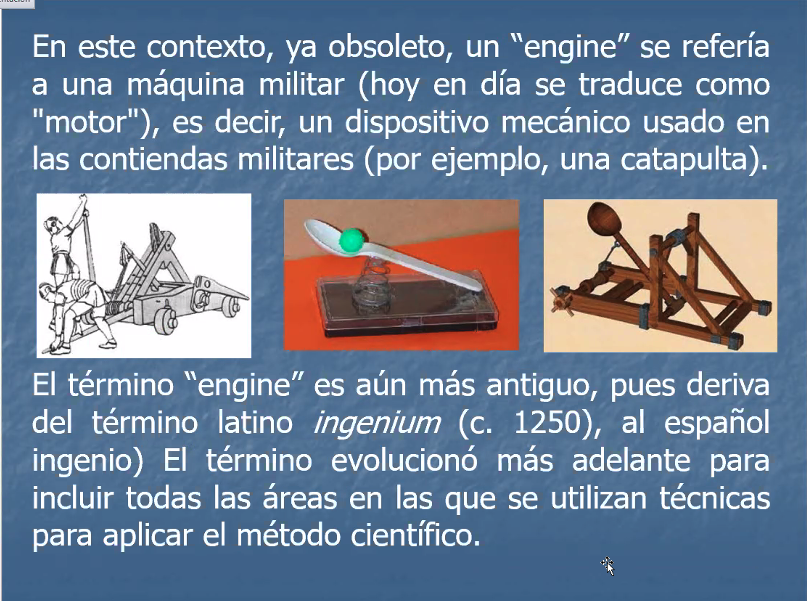 En este contexto, ya obsoleto, un “engine” se refería
a una máquina militar (hoy en día se traduce como
"motor"), es decir, un dispositivo mecánico usado en
las contiendas militares (por ejemplo, una catapulta).
El término “engine” es aún más antiguo, pues deriva
del término latino ingenium (c. 1250), al español
ingenio) El término evolucionó más adelante para
incluir todas las áreas en las que se utilizan técnicas
para aplicar el método científico.